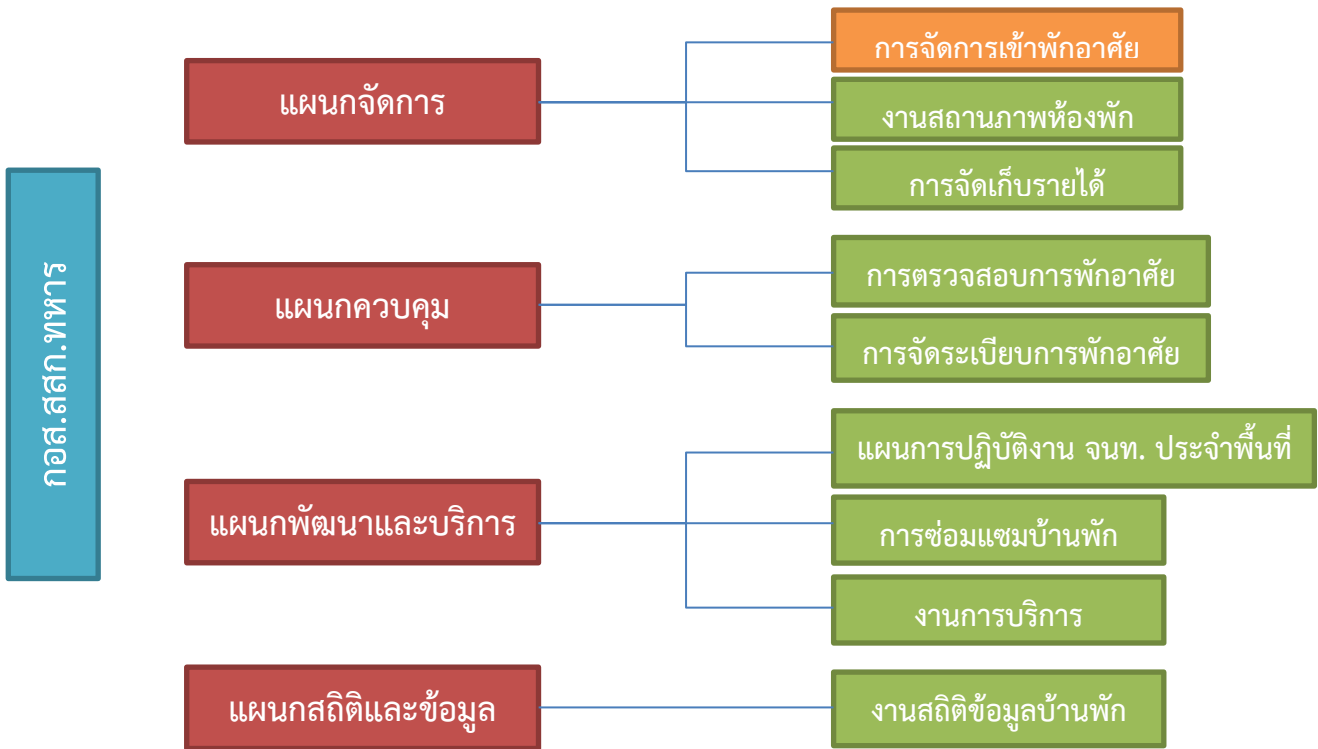 กอส.สสก.ทหาร
แผนกจัดการ
การจัดการเข้าพักอาศัย
งานสถานภาพห้องพัก
การจัดเก็บรายได้
แผนกควบคุม
การตรวจสอบการพักอาศัย
การจัดระเบียบการพักอาศัย
แผนกพัฒนาและบริการ
แผนการปฏิบัติงาน จนท. ประจำพื้นที่
การซ่อมแซมบ้านพัก
งานการบริการ
แผนกสถิติและข้อมูล
งานสถิติข้อมูลบ้านพัก